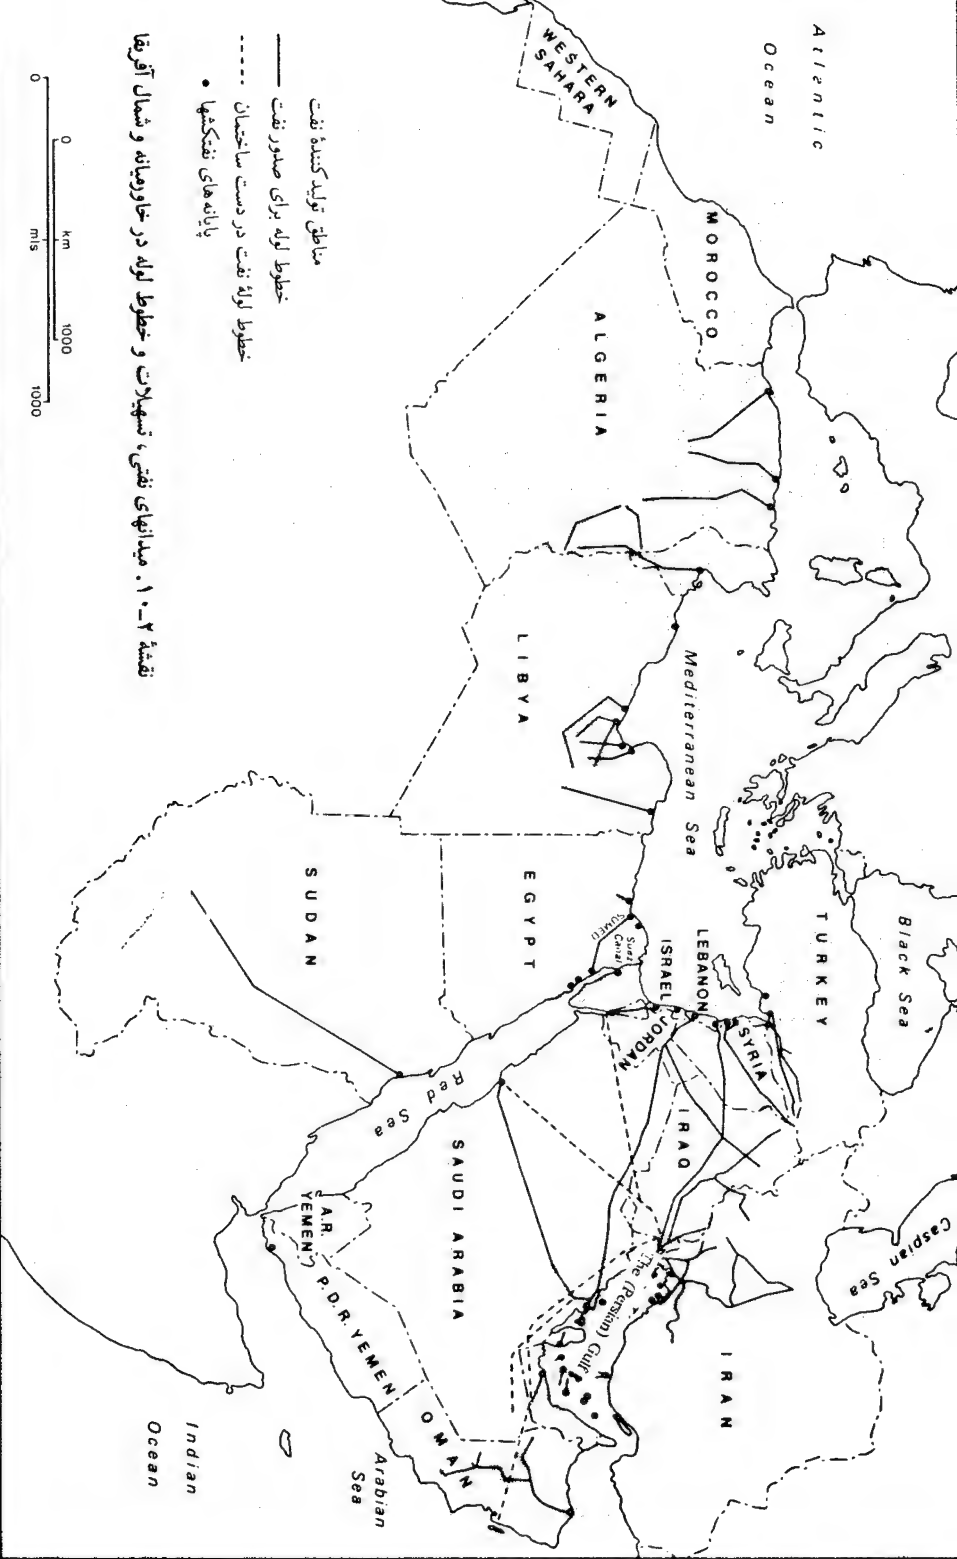 Atlantic
Ocean
WESTERN
SAHARA
MOROCCO
ALGERIA
LIBYA
Mediterranean Sea
EGYPT
SUDAN
SUMED
Suez
Canal
ISRAEL
LEBANON
JORDAN
SYRIA
TURKEY
Black Sea
IRAQ
Red Sea
SAUDI ARABIA
A.R.
YEMEN
P.D.R. YEMEN
OMAN
The (Persian) Gulf
IRAN
Caspian
Sea
Arabian
Sea
Indian
Ocean
مناطق تولیدکنندهٔ نفت
خطوط لوله برای صدور نفت
خطوط لولهٔ نفت در دست ساختمان
پایانه‌های نفتکشها
0 km 1000
0 mls 1000
نقشهٔ ۲–۱۰. میدانهای نفتی، تسهیلات و خطوط لوله در خاورمیانه و شمال آفریقا